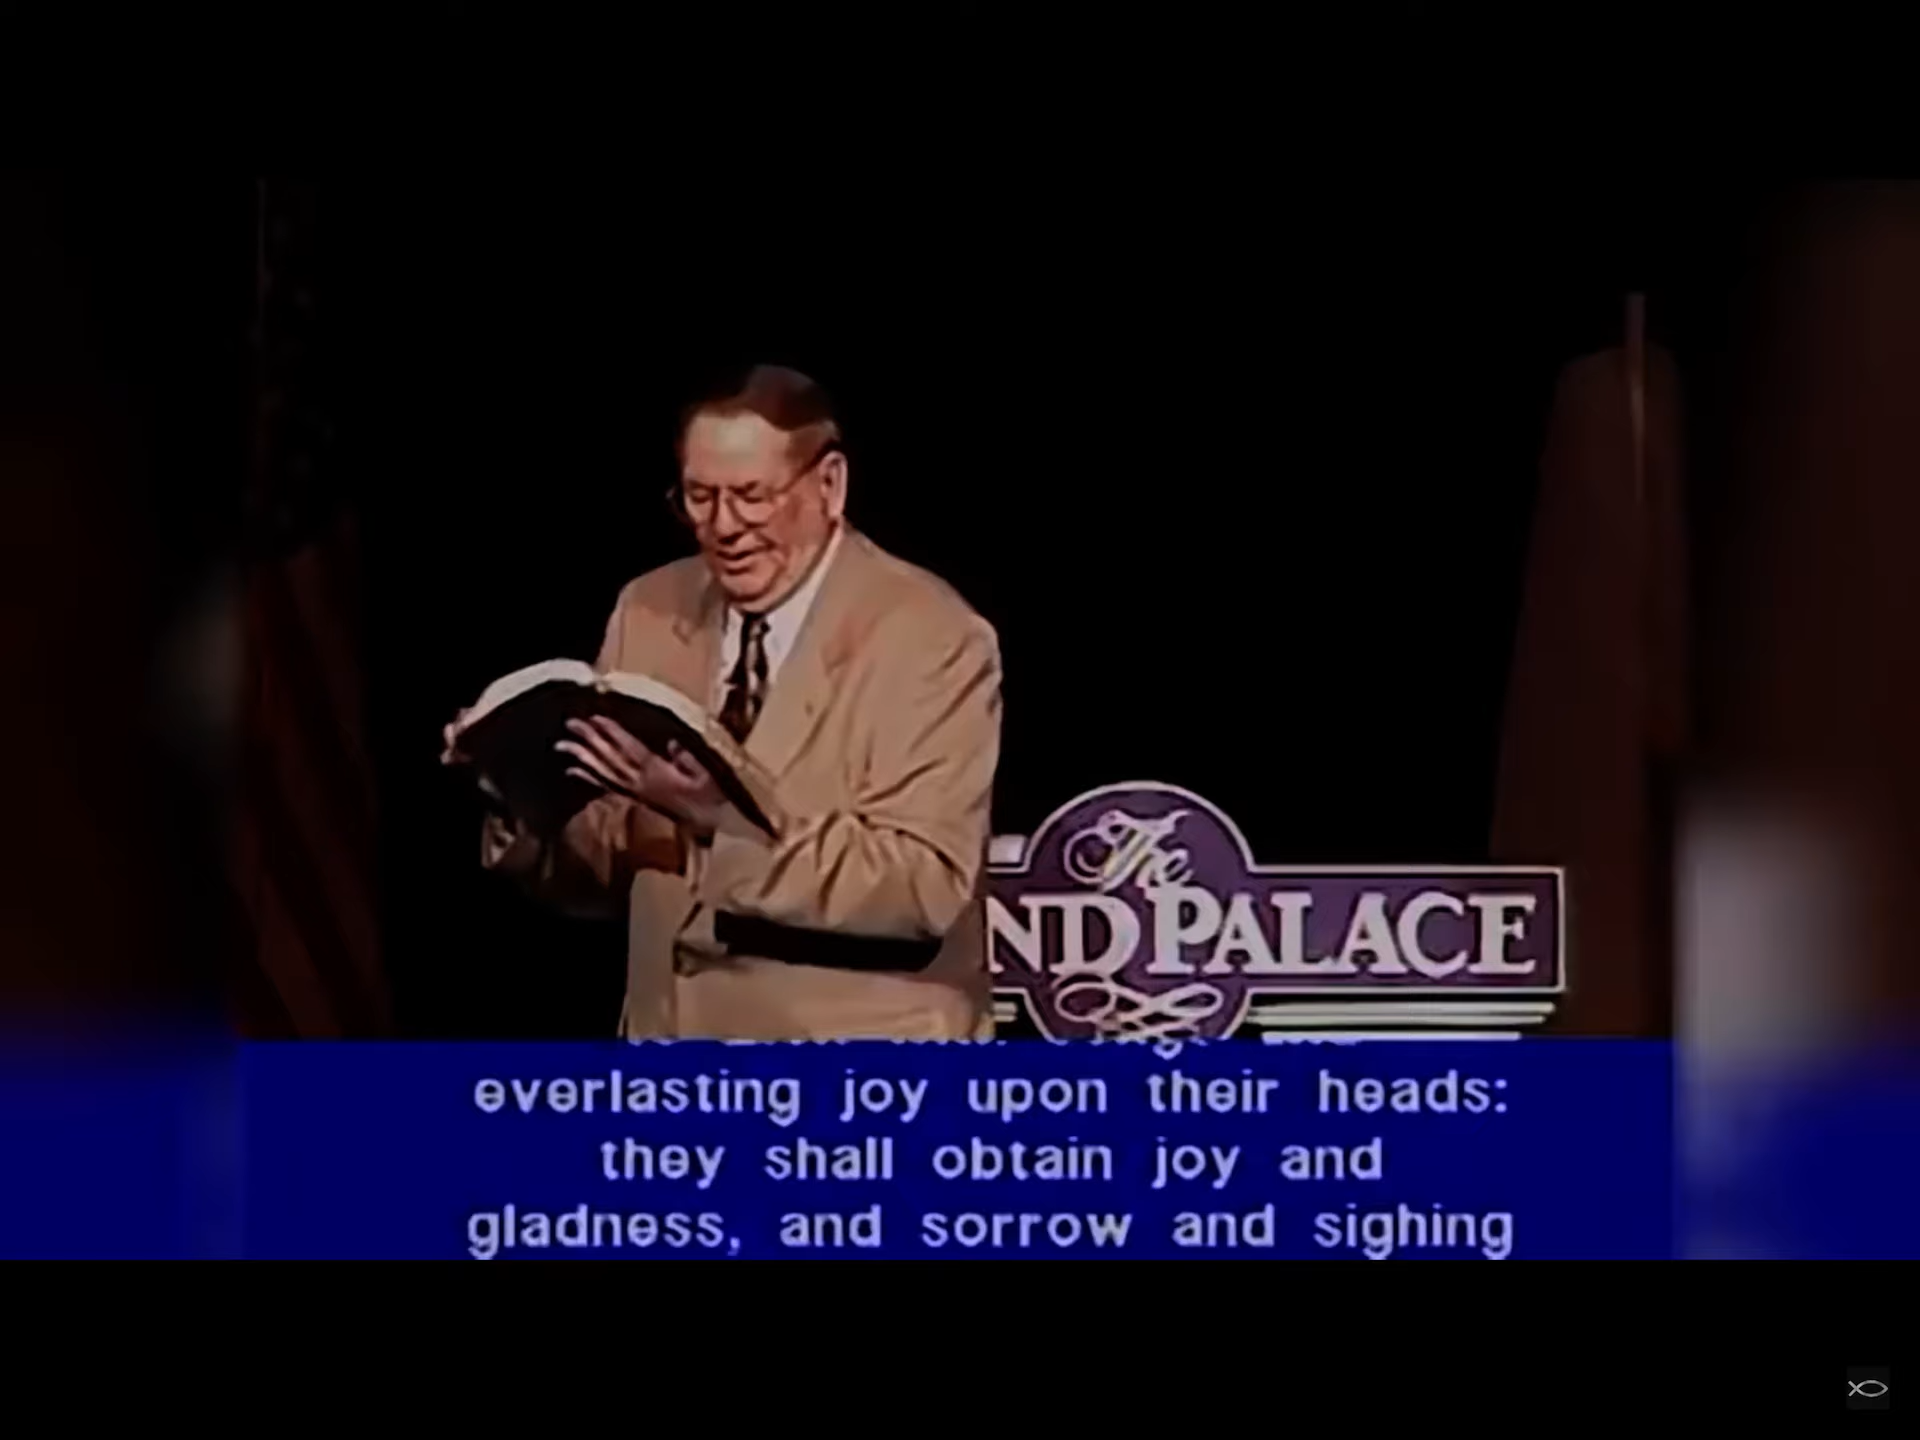 The
ND PALACE
everlasting joy upon their heads:
they shall obtain joy and
gladness, and sorrow and sighing